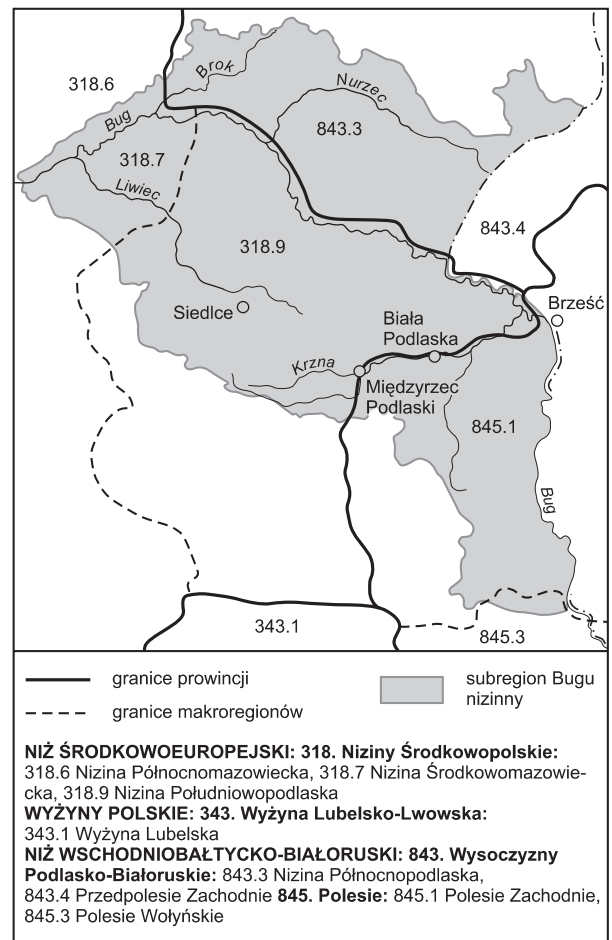 318.6
Brok
Nurzec
Bug
843.3
318.7
Liwiec
843.4
318.9
Siedlce
Brześć
Biała
Podlaska
Krzna
Międzyrzec
Podlaski
845.1
Bug
343.1
845.3
granice prowincji
granice makroregionów
subregion Bugu
nizinny
NIŻ ŚRODKOWOEUROPEJSKI: 318. Niziny Środkowopolskie:
318.6 Nizina Północnomazowiecka, 318.7 Nizina Środkowomazowie-
cka, 318.9 Nizina Południowopodlaska
WYŻYNY POLSKIE: 343. Wyżyna Lubelsko-Lwowska:
343.1 Wyżyna Lubelska
NIŻ WSCHODNIOBAŁTYCKO-BIAŁORUSKI: 843. Wysoczyzny
Podlasko-Białoruskie: 843.3 Nizina Północnopodlaska,
843.4 Przedpolesie Zachodnie 845. Polesie: 845.1 Polesie Zachodnie,
845.3 Polesie Wołyńskie